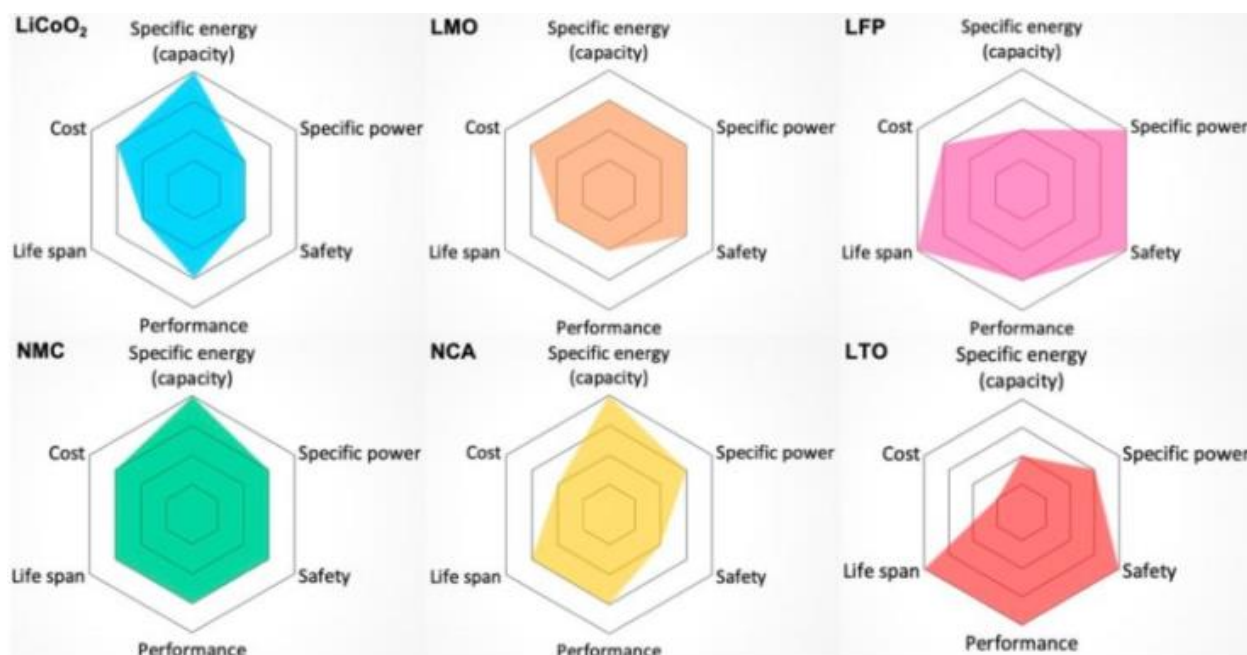 LiCoO₂
Specific energy
(capacity)
Cost
Specific power
Life span
Safety
Performance
LMO
Specific energy
(capacity)
Cost
Specific power
Life span
Safety
Performance
LFP
Specific energy
(capacity)
Cost
Specific power
Life span
Safety
Performance
NMC
Specific energy
(capacity)
Cost
Specific power
Life span
Safety
Performance
NCA
Specific energy
(capacity)
Cost
Specific power
Life span
Safety
Performance
LTO
Specific energy
(capacity)
Cost
Specific power
Life span
Safety
Performance